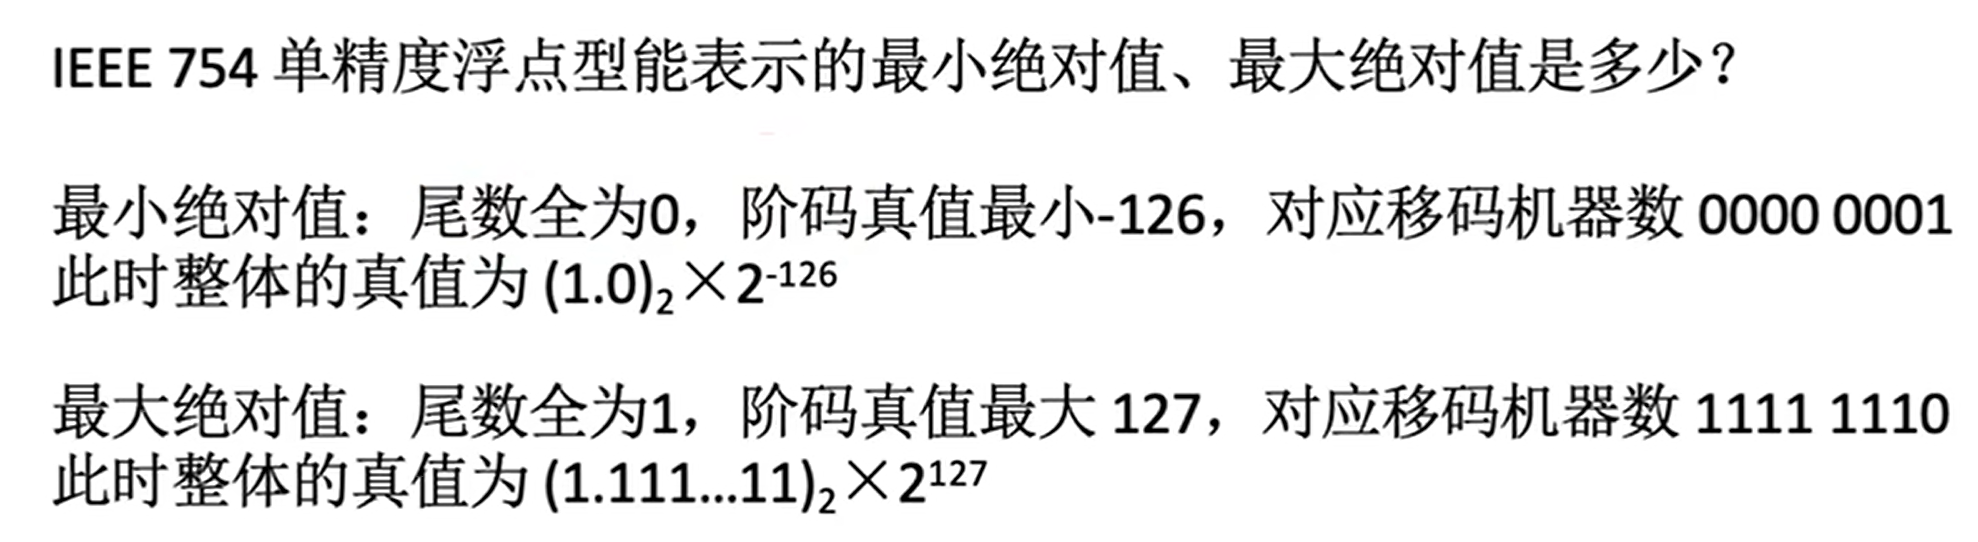 IEEE 754 单精度浮点型能表示的最小绝对值、最大绝对值是多少？
最小绝对值：尾数全为0，阶码真值最小-126，对应移码机器数 0000 0001
此时整体的真值为 (1.0)₂×2⁻¹²⁶
最大绝对值：尾数全为1，阶码真值最大 127，对应移码机器数 1111 1110
此时整体的真值为 (1.111...11)₂×2¹²⁷